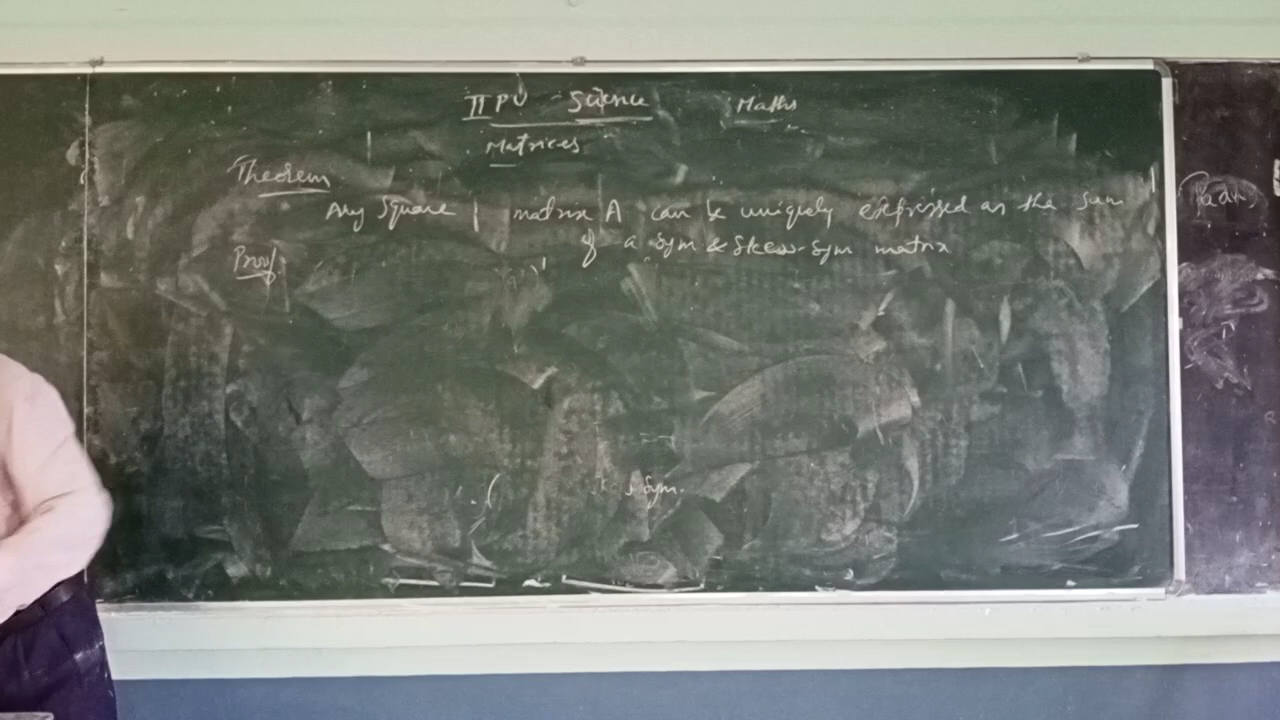 II PU Science Maths
Matrices
Theorem
Any Square matrix A can be uniquely expressed as the sum
of a Sym & Skew-Sym matrix
Proof.
Sym.